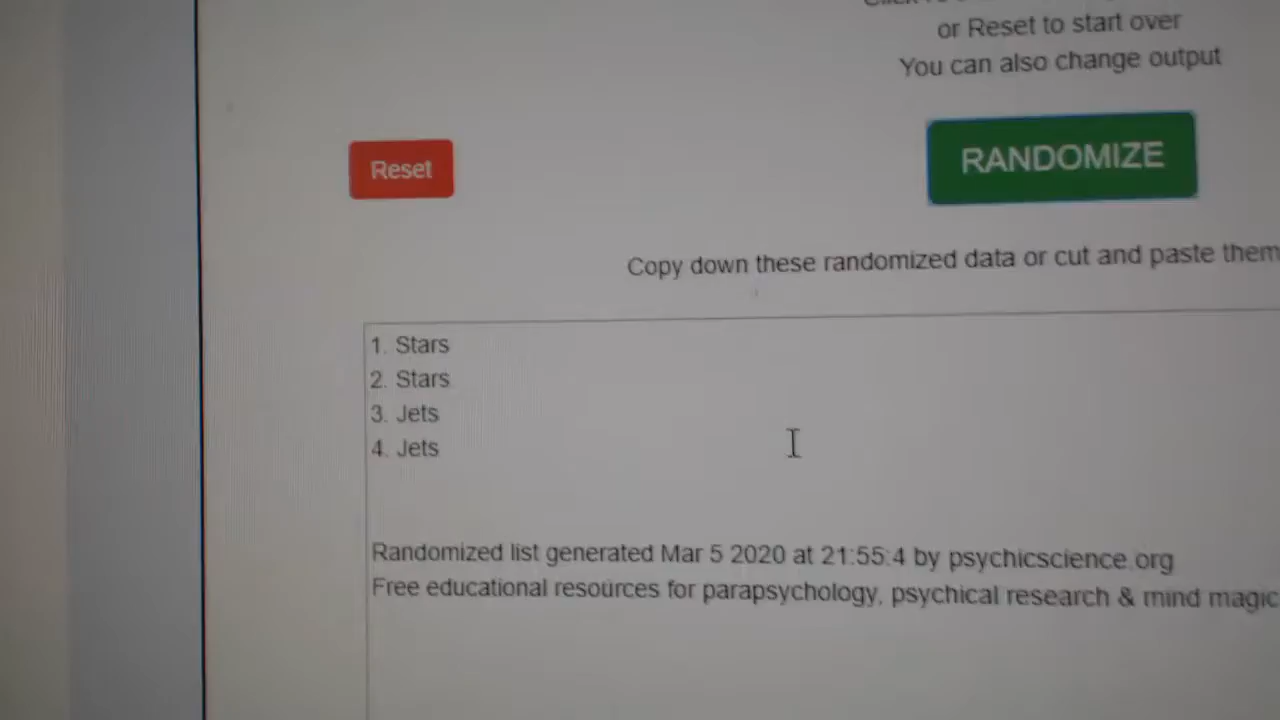 or Reset to start over
You can also change output
Reset
RANDOMIZE
Copy down these randomized data or cut and paste them
1. Stars
2. Stars
3. Jets
4. Jets
Randomized list generated Mar 5 2020 at 21:55:4 by psychicscience.org
Free educational resources for parapsychology, psychical research & mind magic